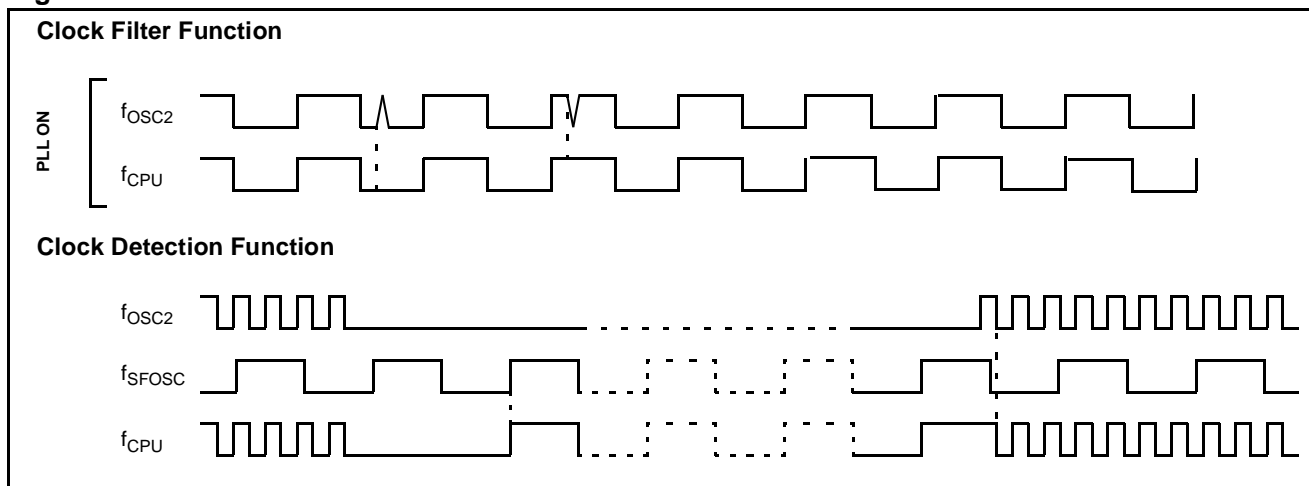 Clock Filter Function
PLL ON
fOSC2
fCPU
Clock Detection Function
fOSC2
fSFOSC
fCPU